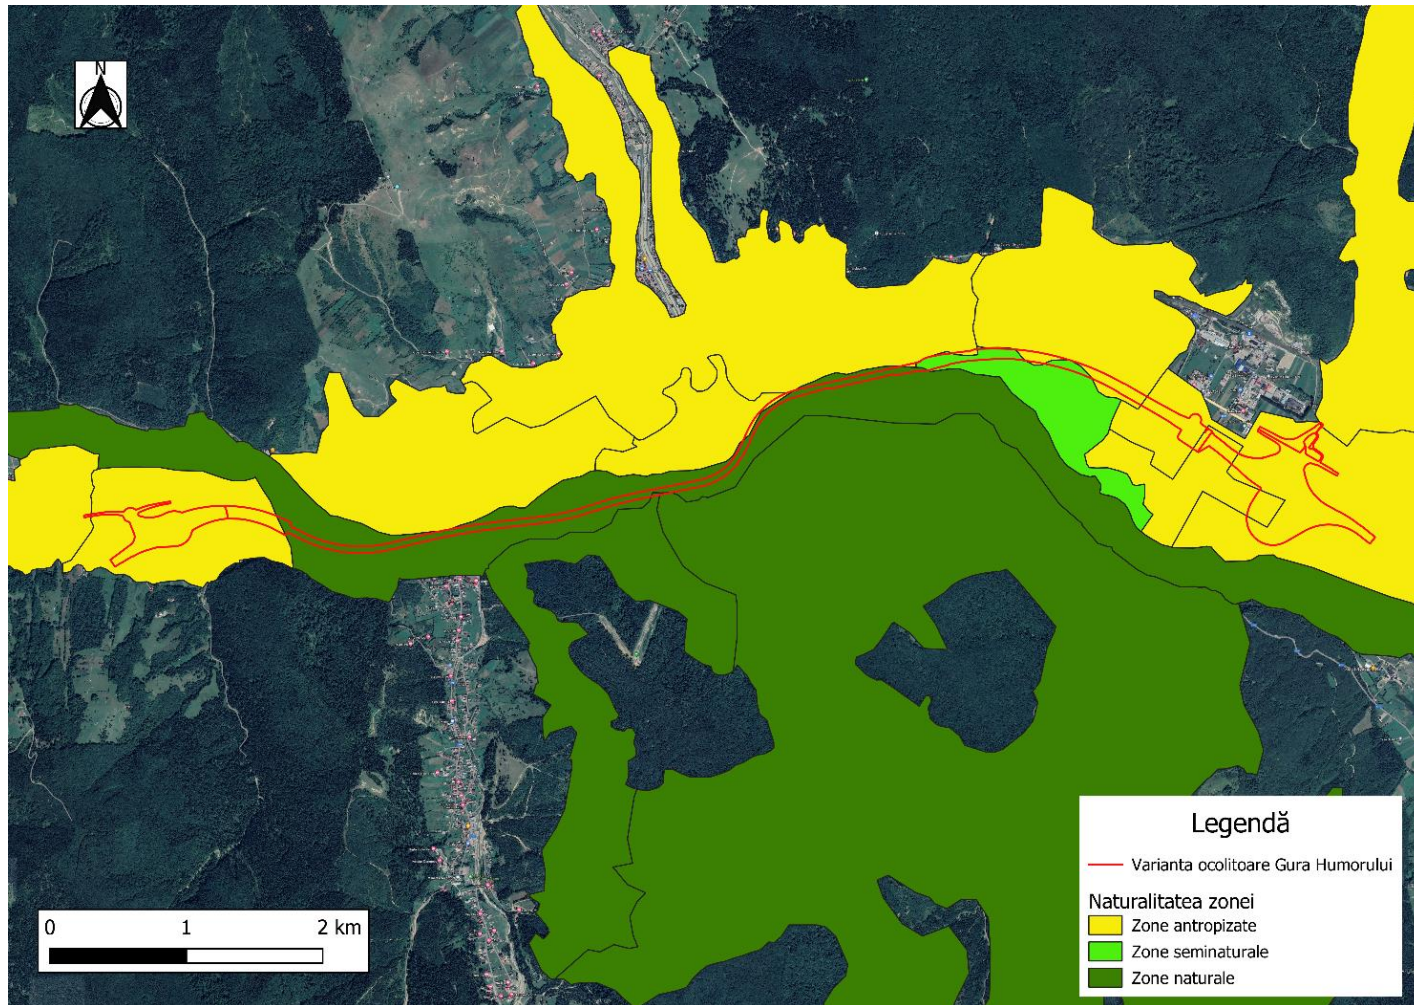 N
Legendă
Varianta ocolitoare Gura Humorului
Naturalitatea zonei
Zone antropizate
Zone seminaturale
Zone naturale
0 1 2 km